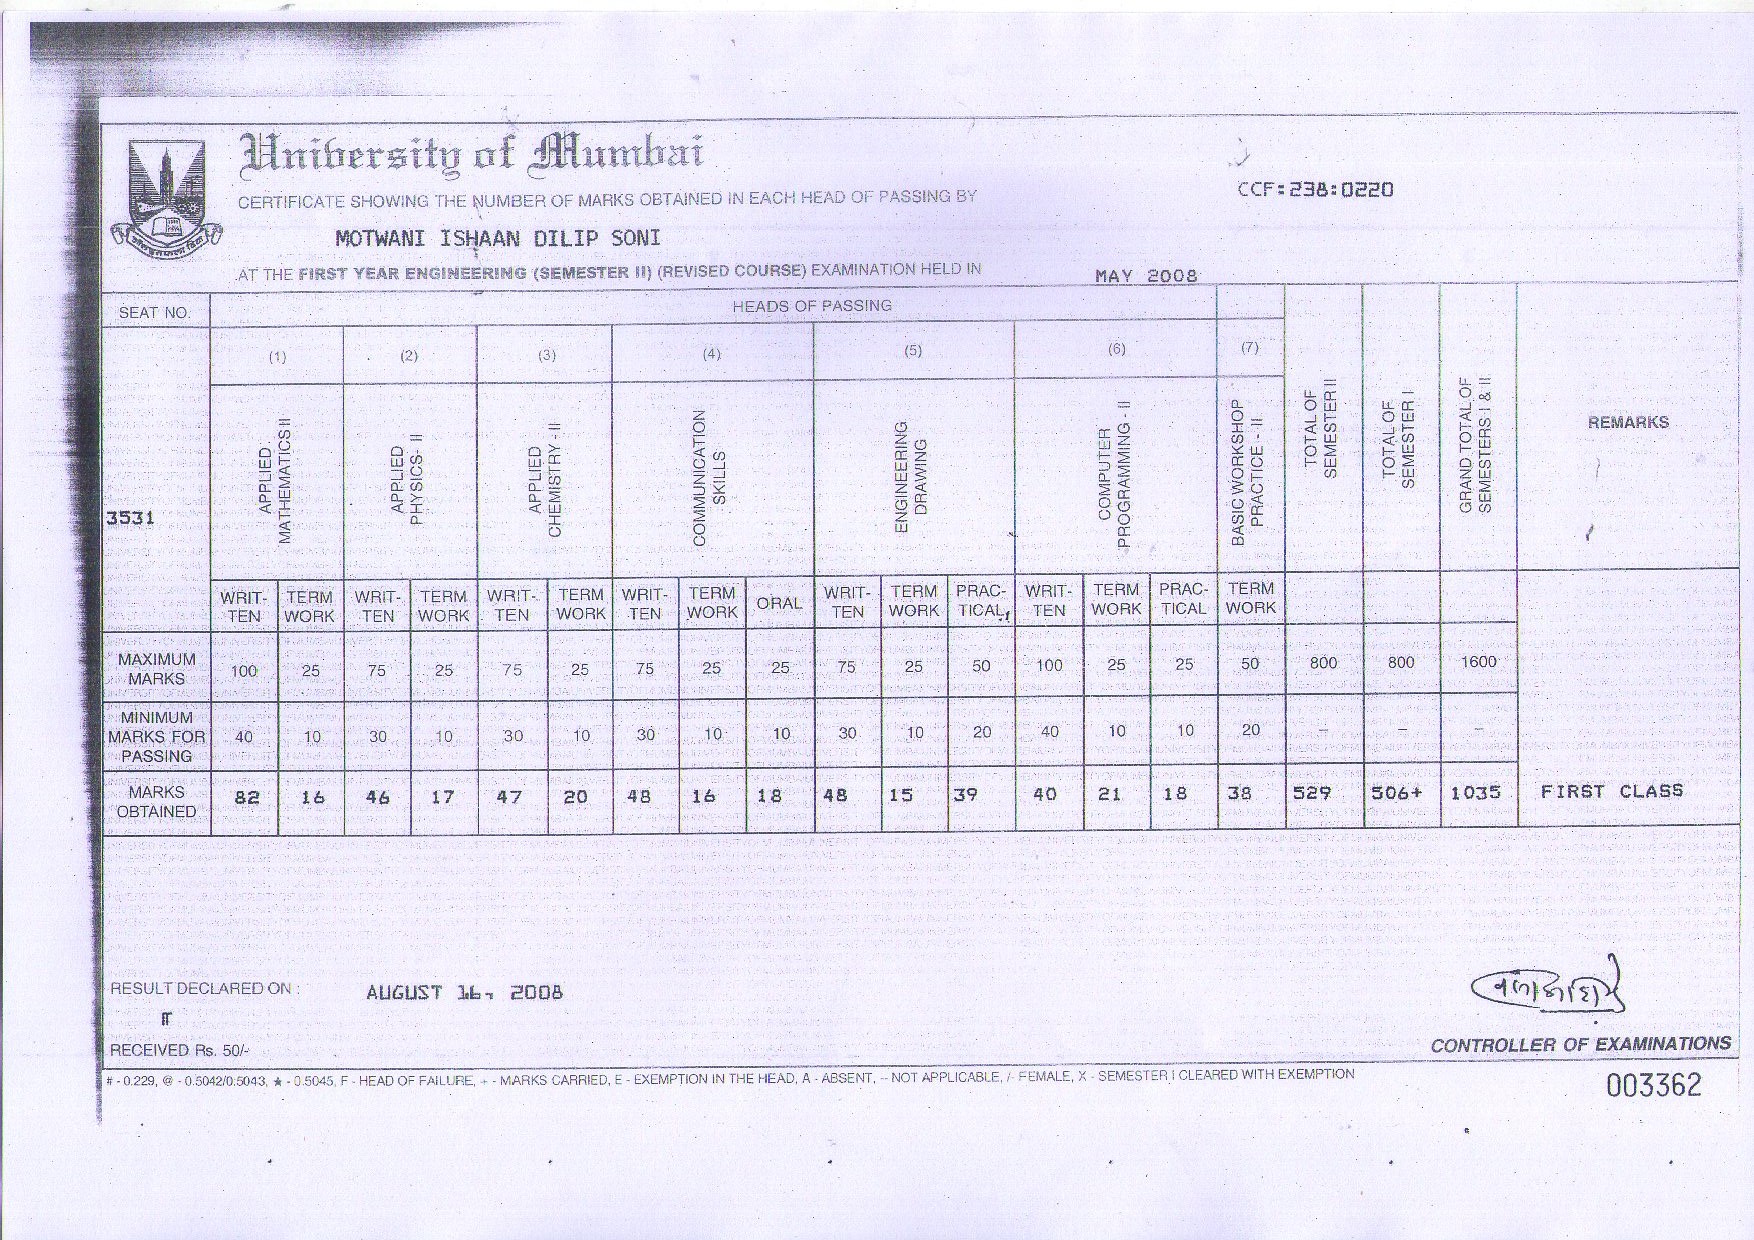 University of Mumbai
CERTIFICATE SHOWING THE NUMBER OF MARKS OBTAINED IN EACH HEAD OF PASSING BY
CCF:238:0220
MOTWANI ISHAAN DILIP SONI
AT THE FIRST YEAR ENGINEERING (SEMESTER II) (REVISED COURSE) EXAMINATION HELD IN MAY 2008
SEAT NO. HEADS OF PASSING
(1) (2) (3) (4) (5) (6) (7)
3531
APPLIED MATHEMATICS II
APPLIED PHYSICS- II
APPLIED CHEMISTRY - II
COMMUNICATION SKILLS
ENGINEERING DRAWING
COMPUTER PROGRAMMING - II
BASIC WORKSHOP PRACTICE - II
TOTAL OF SEMESTER II
TOTAL OF SEMESTER I
GRAND TOTAL OF SEMESTERS I & II
REMARKS
WRIT-TEN TERM WORK WRIT-TEN TERM WORK WRIT-TEN TERM WORK WRIT-TEN TERM WORK ORAL WRIT-TEN TERM WORK PRAC-TICAL WRIT-TEN TERM WORK PRAC-TICAL TERM WORK
MAXIMUM MARKS 100 25 75 25 75 25 75 25 25 75 25 50 100 25 25 50 800 800 1600
MINIMUM MARKS FOR PASSING 40 10 30 10 30 10 30 10 10 30 10 20 40 10 10 20 – – –
MARKS OBTAINED 82 16 46 17 47 20 48 16 18 48 15 39 40 21 18 38 529 506+ 1035 FIRST CLASS
RESULT DECLARED ON : AUGUST 16, 2008
RECEIVED Rs. 50/-
CONTROLLER OF EXAMINATIONS
# - 0.229, @ - 0.5042/0.5043, ★ - 0.5045, F - HEAD OF FAILURE, + - MARKS CARRIED, E - EXEMPTION IN THE HEAD, A - ABSENT, -- NOT APPLICABLE, /- FEMALE, X - SEMESTER I CLEARED WITH EXEMPTION
003362